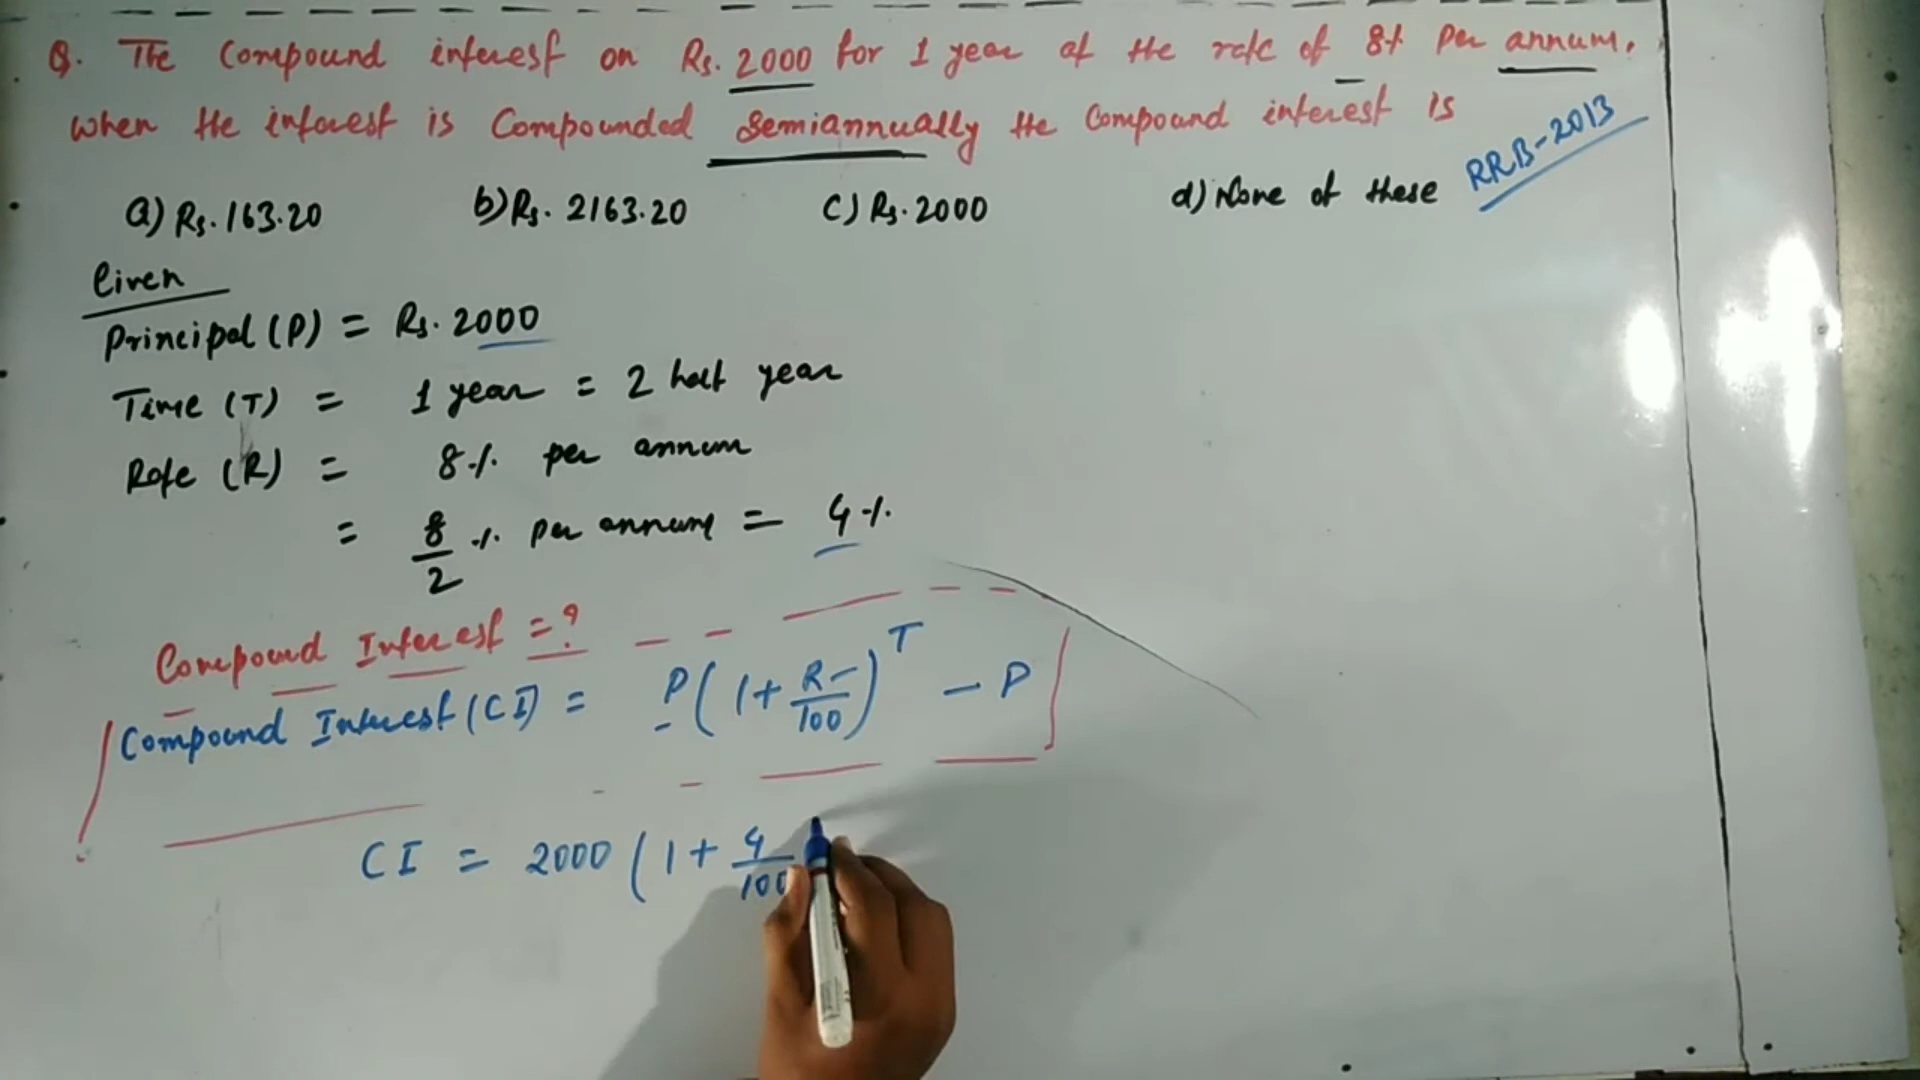 Q. The Compound interest on Rs. 2000 for 1 year at the rate of 8% Per annum.
when the interest is Compounded Semiannually the Compound interest is
RRB-2013
a) Rs. 163.20 b) Rs. 2163.20 c) Rs. 2000 d) None of these
Given
Principal (P) = Rs. 2000
Time (T) = 1 year = 2 half year
Rate (R) = 8% per annum
= 8/2 % per annum = 4%
Compound Interest = ?
Compound Interest (CI) = P(1+R/100)^T - P
CI = 2000 (1+4/100